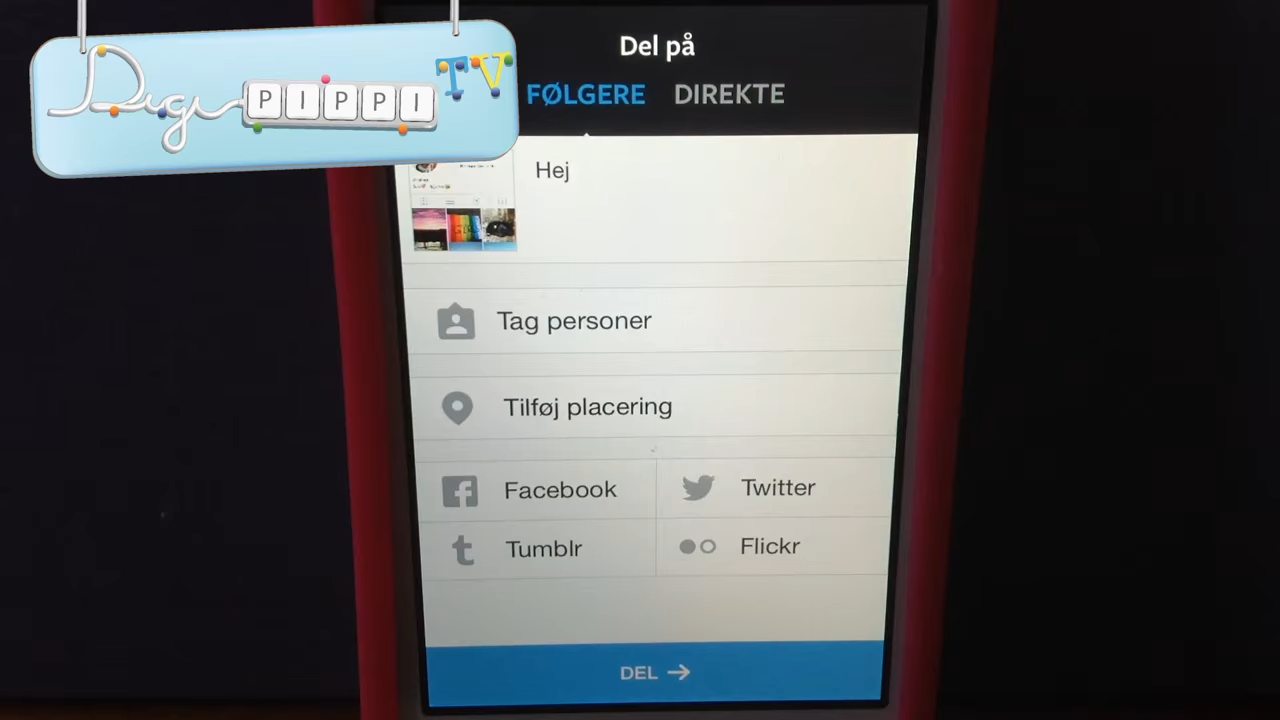 Digi PIPPI TV
Del på
FØLGERE DIREKTE
Hej
Tag personer
Tilføj placering
Facebook Twitter
Tumblr Flickr
DEL →